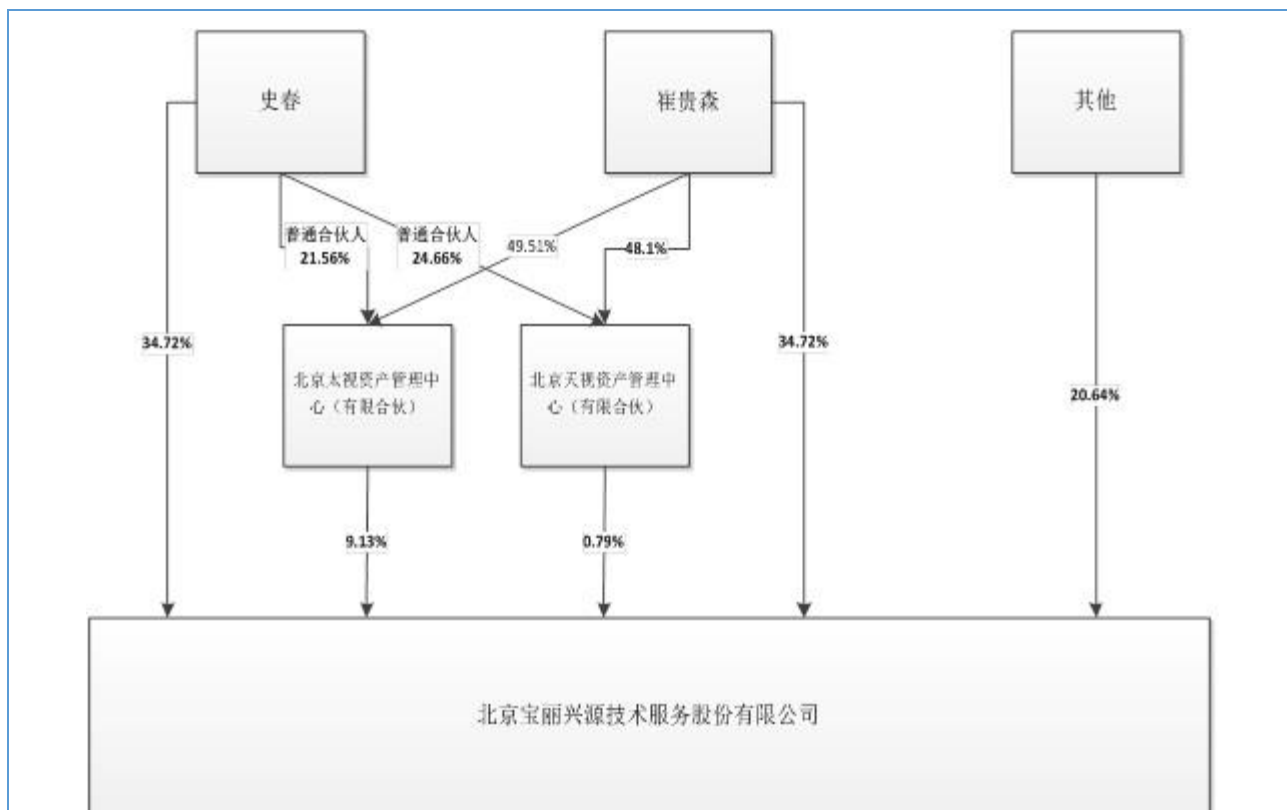 史春
崔贵森
其他
普通合伙人
21.56%
普通合伙人
24.66%
49.51%
48.1%
34.72%
34.72%
20.64%
北京太视资产管理中
心（有限合伙）
北京天视资产管理中
心（有限合伙）
9.13%
0.79%
北京宝丽兴源技术服务股份有限公司